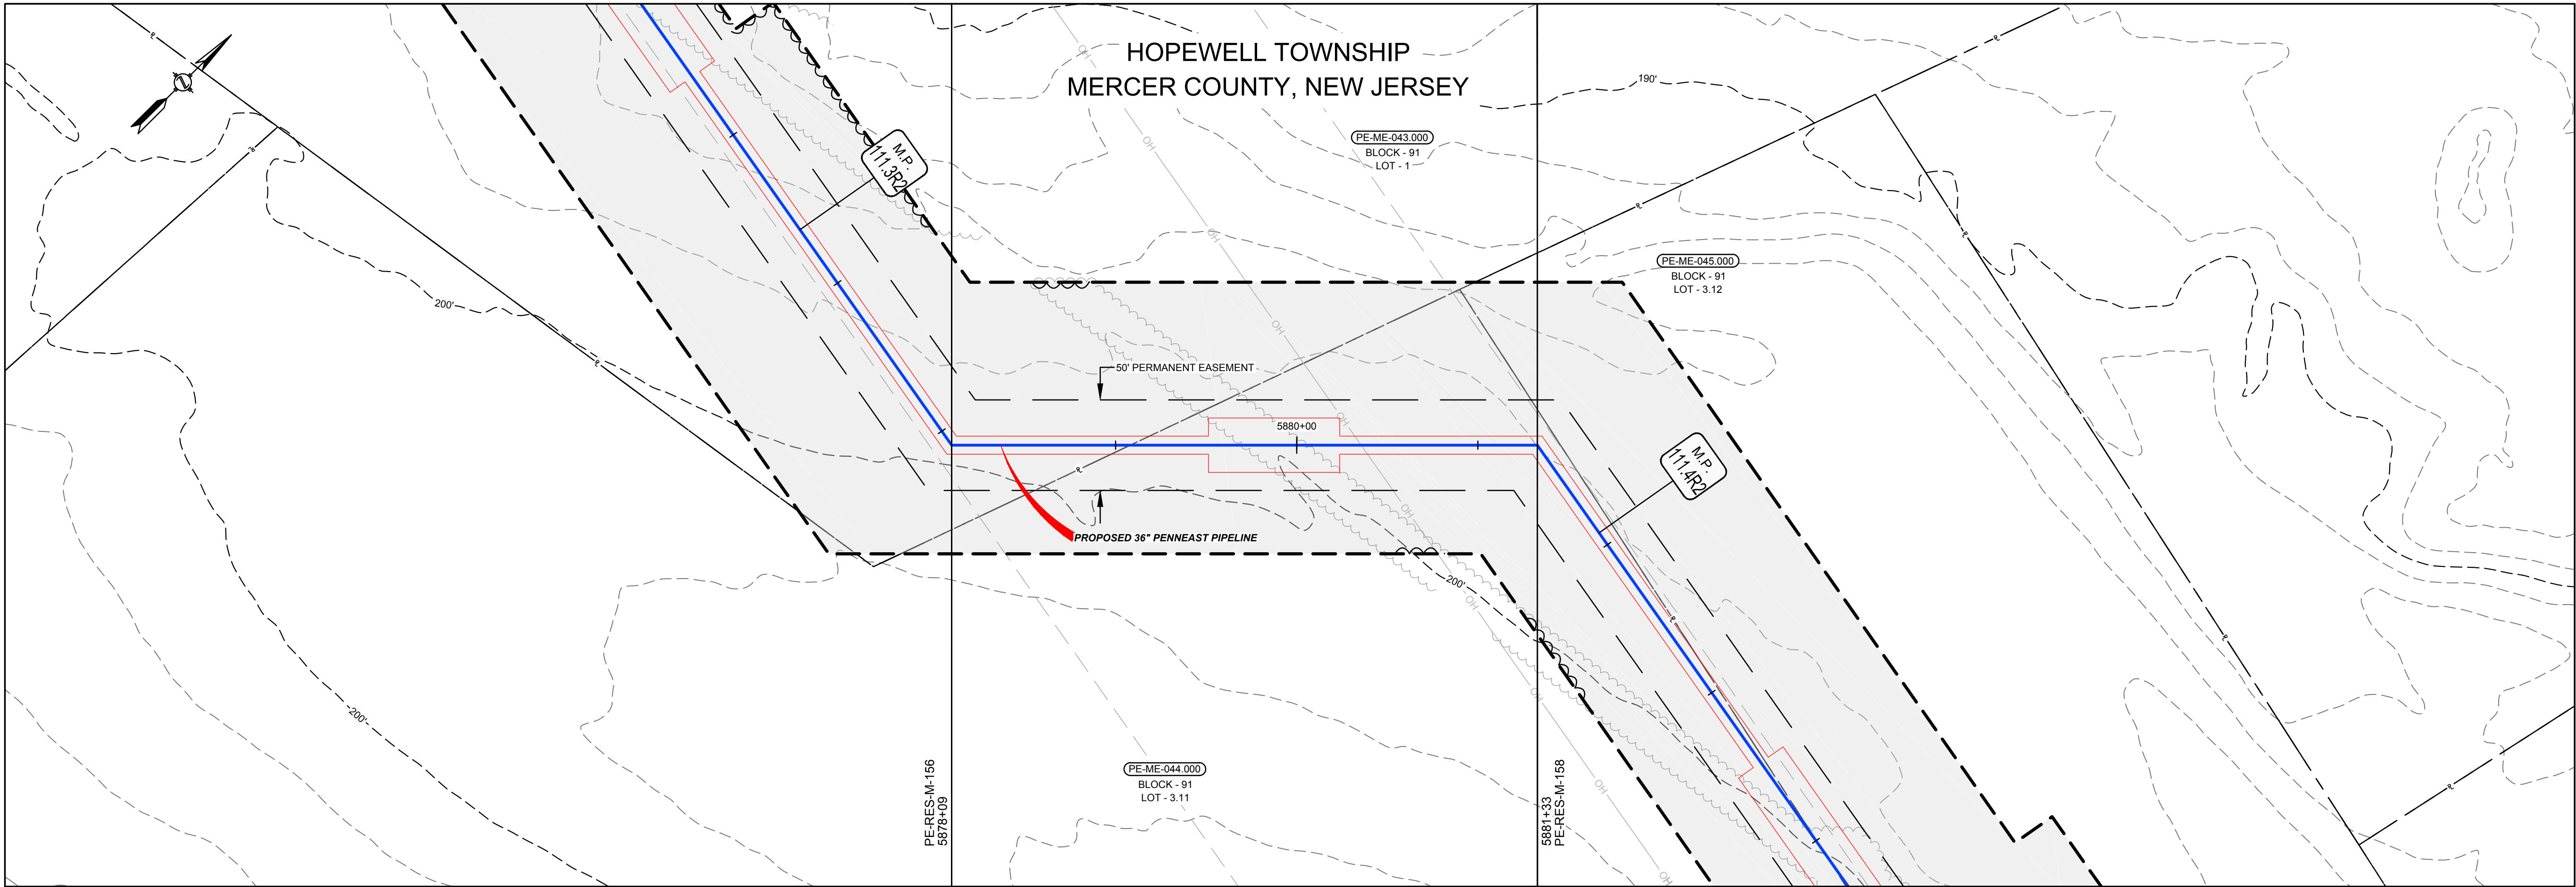 HOPEWELL TOWNSHIP
MERCER COUNTY, NEW JERSEY
190'
PE-ME-043.000
BLOCK - 91
LOT - 1
M.P.
111.3R2
PE-ME-045.000
BLOCK - 91
LOT - 3.12
200'
50' PERMANENT EASEMENT
5880+00
M.P.
111.4R2
PROPOSED 36" PENNEAST PIPELINE
200'
200'
PE-ME-044.000
BLOCK - 91
LOT - 3.11
PE-RES-M-156
5878+09
5881+33
PE-RES-M-158
OH
OH
OH
OH
OH
OH
OH
OH
OH
OH